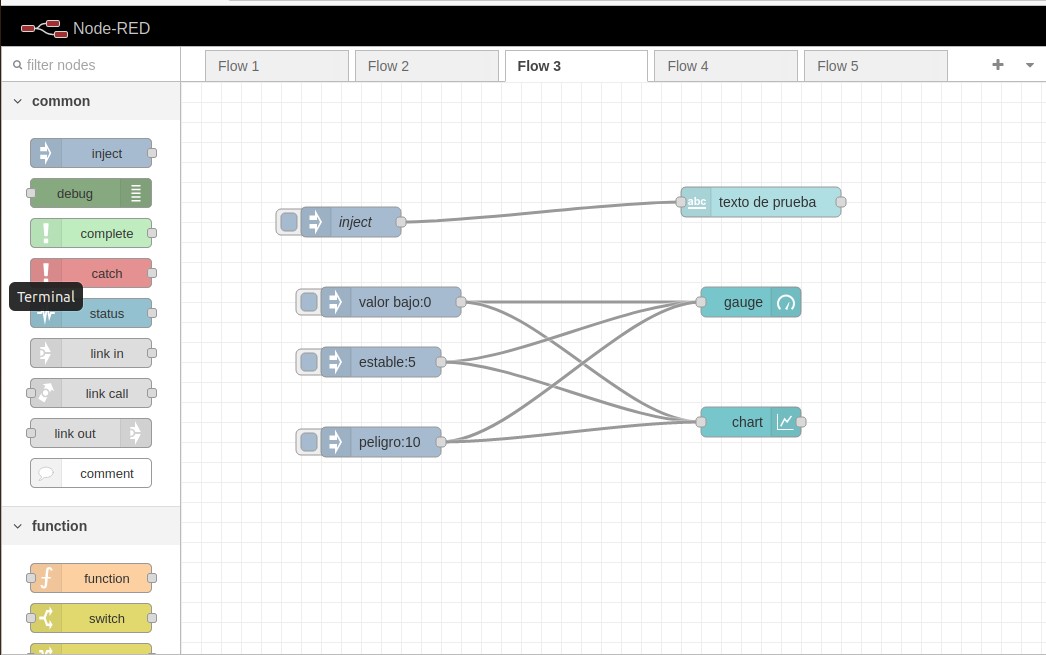 Node-RED
filter nodes
Flow 1
Flow 2
Flow 3
Flow 4
Flow 5
common
inject
debug
complete
catch
Terminal
status
link in
link call
link out
comment
function
function
switch
inject
abc
texto de prueba
valor bajo:0
gauge
estable:5
chart
peligro:10